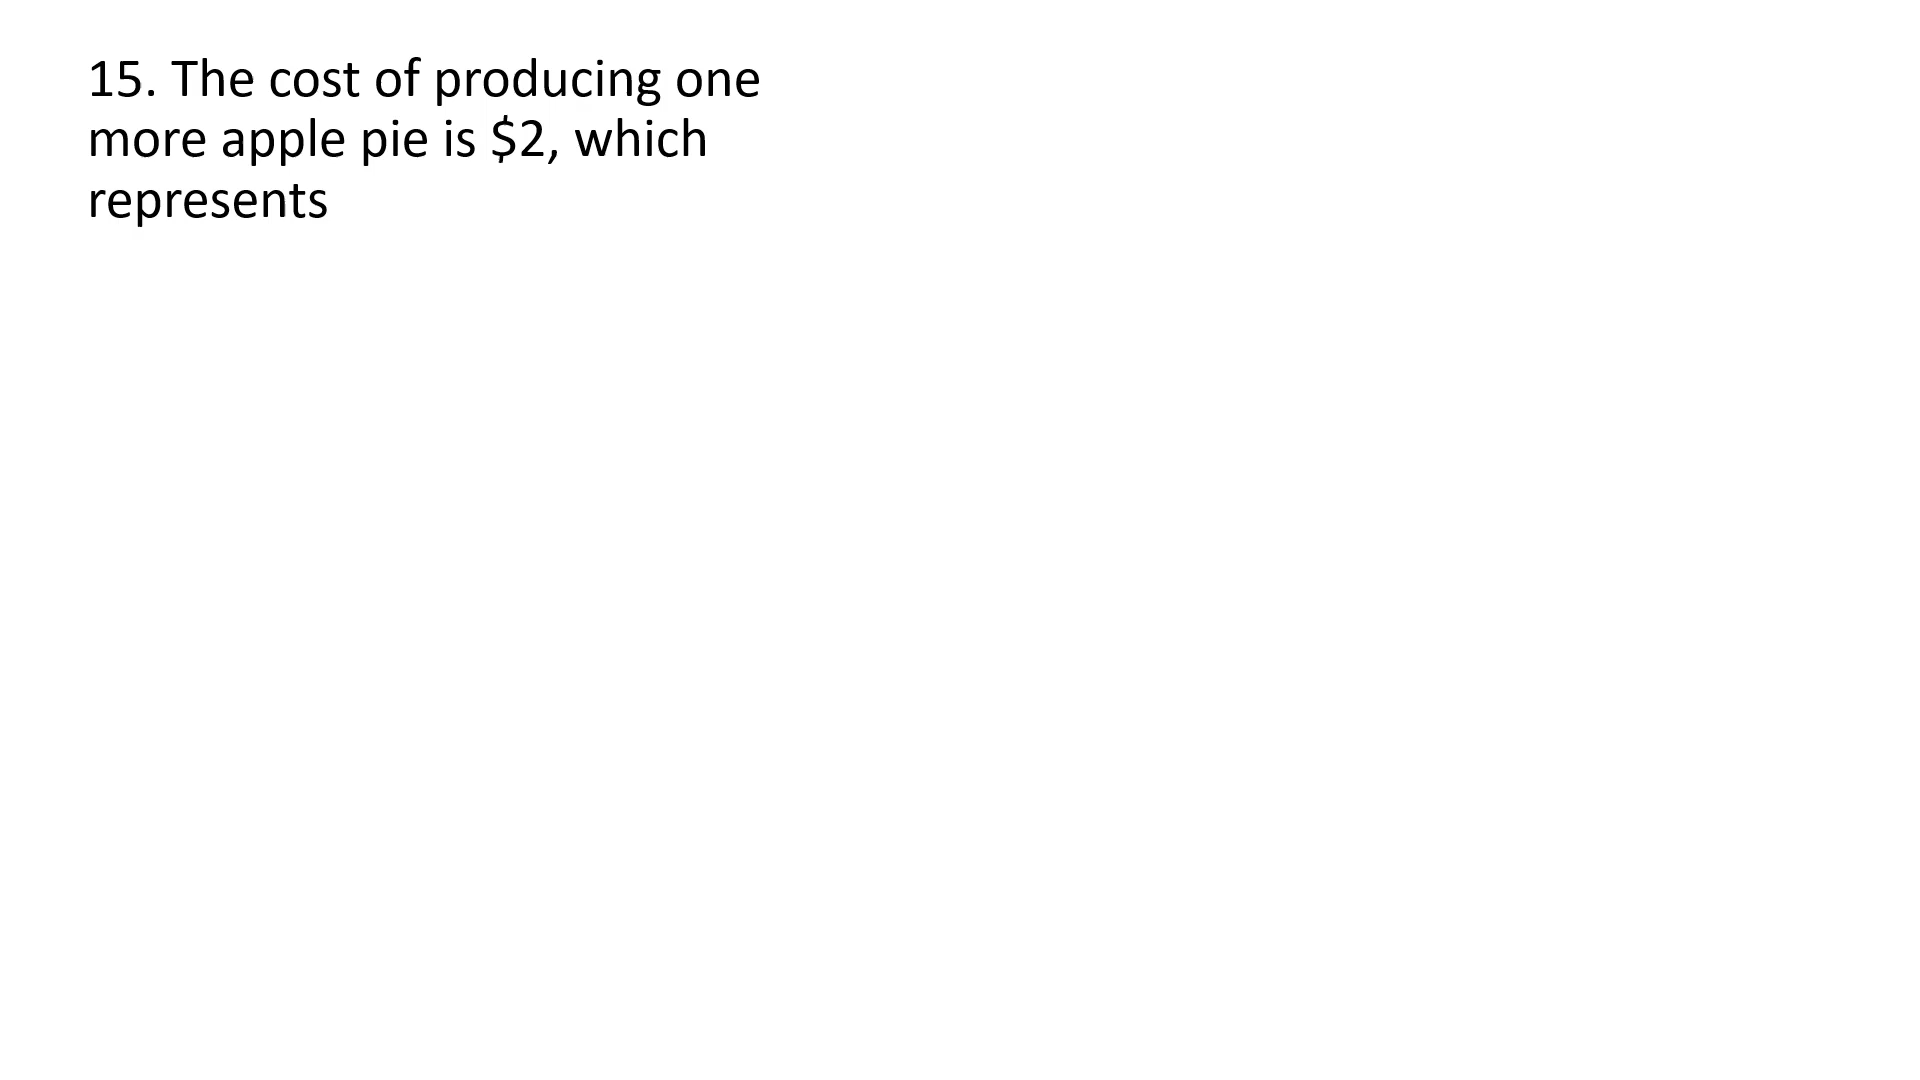 15. The cost of producing one
more apple pie is $2, which
represents